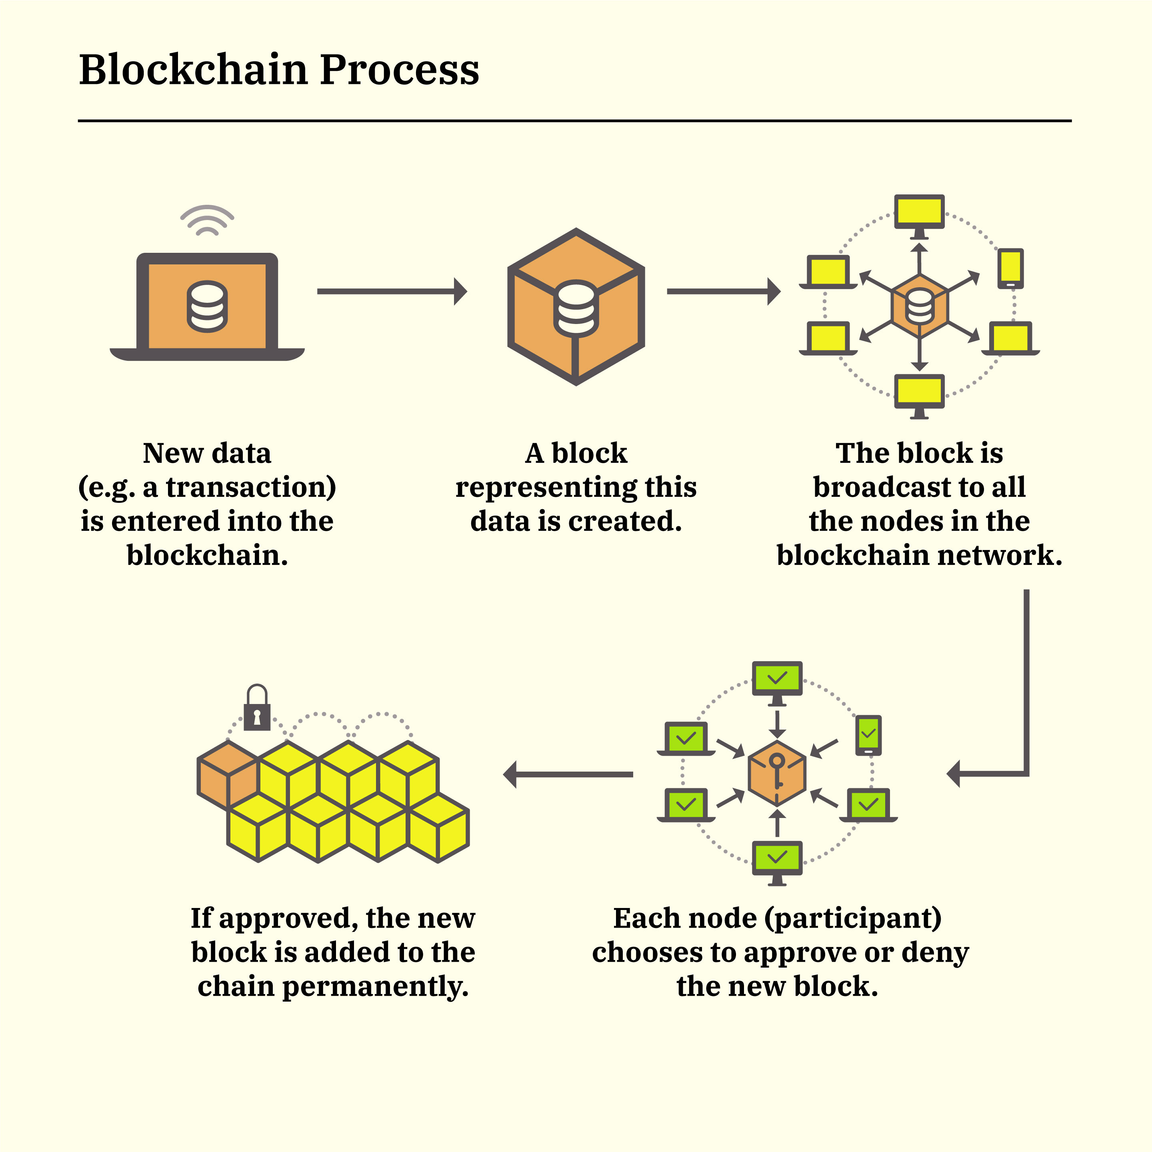 Blockchain Process
New data
(e.g. a transaction)
is entered into the
blockchain.
A block
representing this
data is created.
The block is
broadcast to all
the nodes in the
blockchain network.
Each node (participant)
chooses to approve or deny
the new block.
If approved, the new
block is added to the
chain permanently.